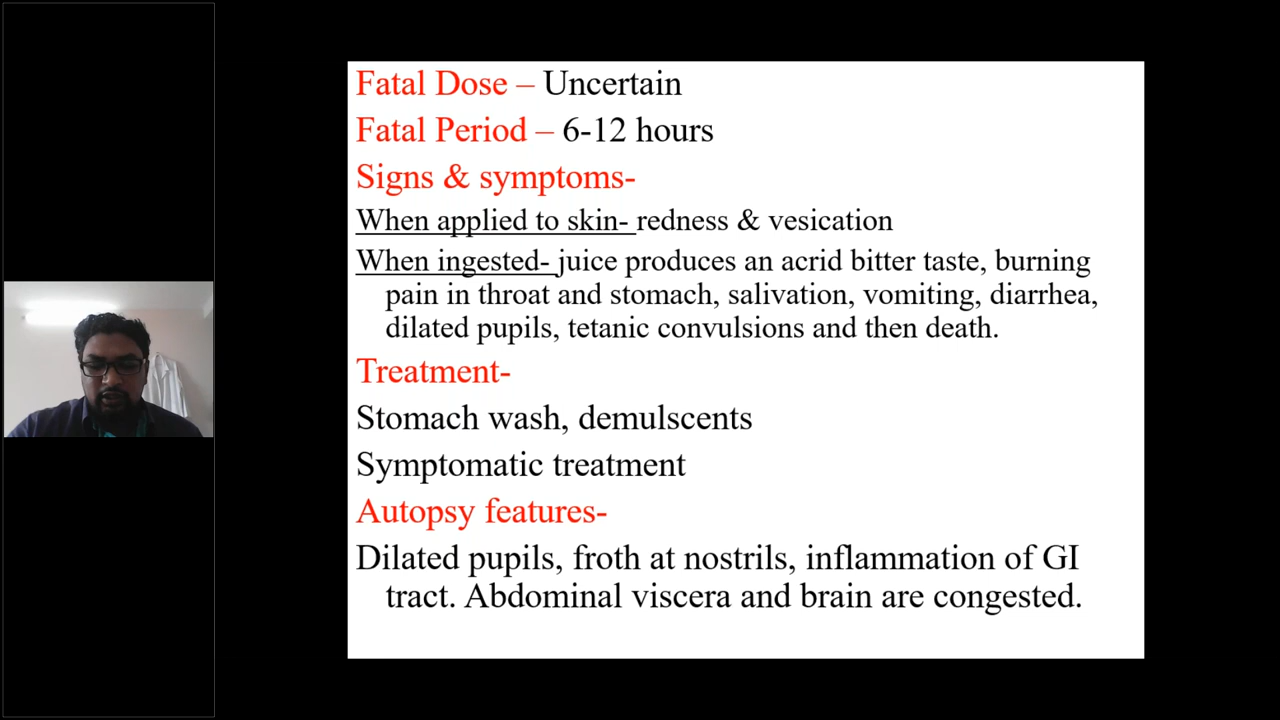 Fatal Dose – Uncertain
Fatal Period – 6-12 hours
Signs & symptoms-
When applied to skin- redness & vesication
When ingested- juice produces an acrid bitter taste, burning
pain in throat and stomach, salivation, vomiting, diarrhea,
dilated pupils, tetanic convulsions and then death.
Treatment-
Stomach wash, demulscents
Symptomatic treatment
Autopsy features-
Dilated pupils, froth at nostrils, inflammation of GI
tract. Abdominal viscera and brain are congested.